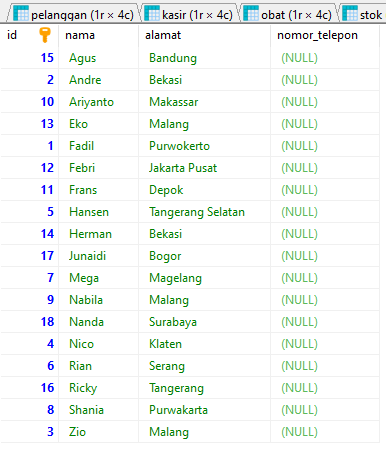 pelanggan (1r × 4c) kasir (1r × 4c) obat (1r × 4c) stok
id nama alamat nomor_telepon
15 Agus Bandung (NULL)
2 Andre Bekasi (NULL)
10 Ariyanto Makassar (NULL)
13 Eko Malang (NULL)
1 Fadil Purwokerto (NULL)
12 Febri Jakarta Pusat (NULL)
11 Frans Depok (NULL)
5 Hansen Tangerang Selatan (NULL)
14 Herman Bekasi (NULL)
17 Junaidi Bogor (NULL)
7 Mega Magelang (NULL)
9 Nabila Malang (NULL)
18 Nanda Surabaya (NULL)
4 Nico Klaten (NULL)
6 Rian Serang (NULL)
16 Ricky Tangerang (NULL)
8 Shania Purwakarta (NULL)
3 Zio Malang (NULL)